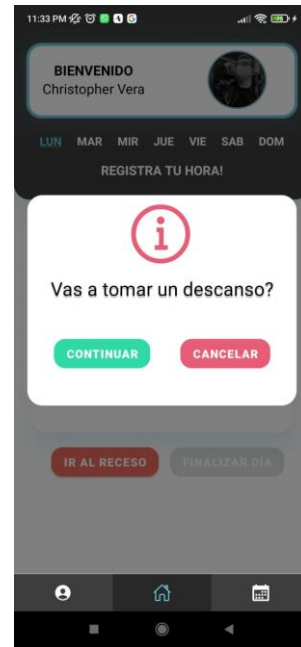 11:33 PM
BIENVENIDO
Christopher Vera
LUN MAR MIR JUE VIE SAB DOM
REGISTRA TU HORA!
Vas a tomar un descanso?
CONTINUAR CANCELAR
IR AL RECESO FINALIZAR DÍA